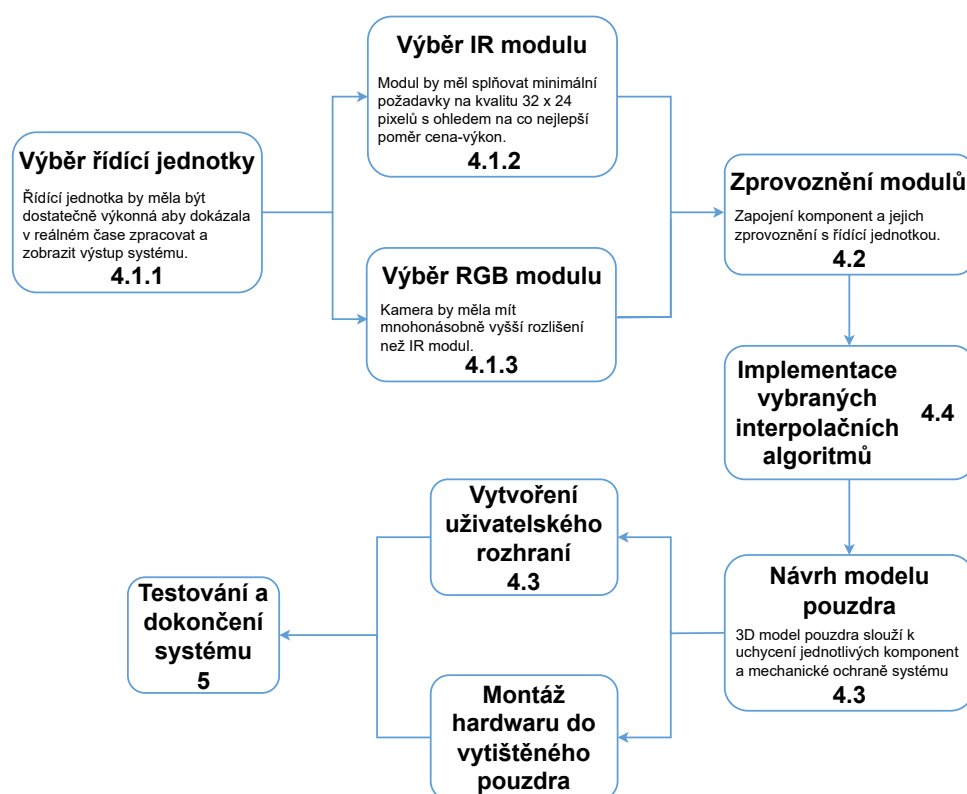 Výběr řídící jednotky
Řídící jednotka by měla být
dostatečně výkonná aby dokázala
v reálném čase zpracovat a
zobrazit výstup systému.
4.1.1
Výběr IR modulu
Modul by měl splňovat minimální
požadavky na kvalitu 32 x 24
pixelů s ohledem na co nejlepší
poměr cena-výkon.
4.1.2
Výběr RGB modulu
Kamera by měla mít
mnohonásobně vyšší rozlišení
než IR modul.
4.1.3
Zprovoznění modulů
Zapojení komponent a jejich
zprovoznění s řídící jednotkou.
4.2
Implementace
vybraných
interpolačních
algoritmů
4.4
Návrh modelu
pouzdra
3D model pouzdra slouží k
uchycení jednotlivých komponent
a mechanické ochraně systému
4.3
Vytvoření
uživatelského
rozhraní
4.3
Montáž
hardwaru do
vytištěného
pouzdra
Testování a
dokončení
systému
5